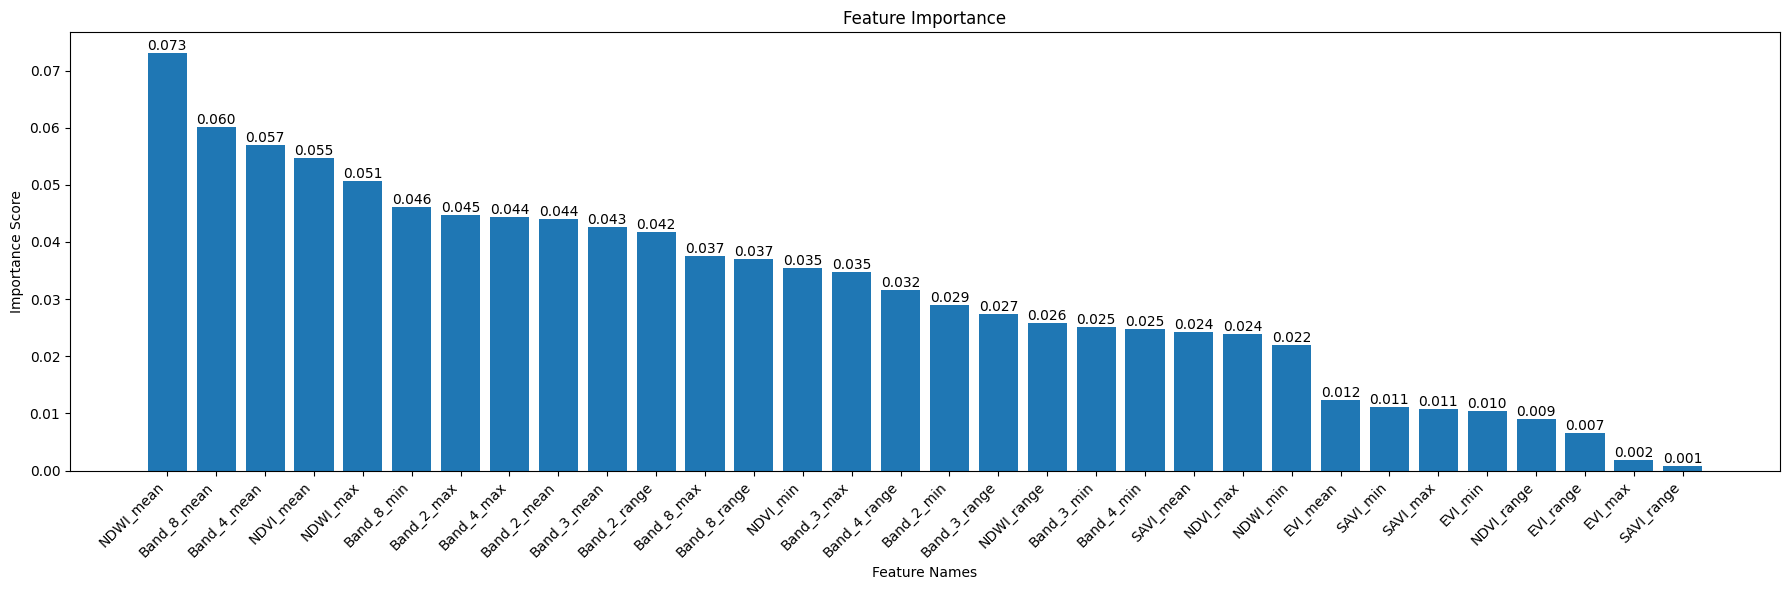 Feature Importance
Importance Score
0.07
0.06
0.05
0.04
0.03
0.02
0.01
0.00
0.073
0.060
0.057
0.055
0.051
0.046
0.045
0.044
0.044
0.043
0.042
0.037
0.037
0.035
0.035
0.032
0.029
0.027
0.026
0.025
0.025
0.024
0.024
0.022
0.012
0.011
0.011
0.010
0.009
0.007
0.002
0.001
NDWI_mean
Band_8_mean
Band_4_mean
NDVI_mean
NDWI_max
Band_8_min
Band_2_max
Band_4_max
Band_2_mean
Band_3_mean
Band_2_range
Band_8_max
Band_8_range
NDVI_min
Band_3_max
Band_4_range
Band_2_min
Band_3_range
NDWI_range
Band_3_min
Band_4_min
SAVI_mean
NDVI_max
NDWI_min
EVI_mean
SAVI_min
SAVI_max
EVI_min
NDVI_range
EVI_range
EVI_max
SAVI_range
Feature Names